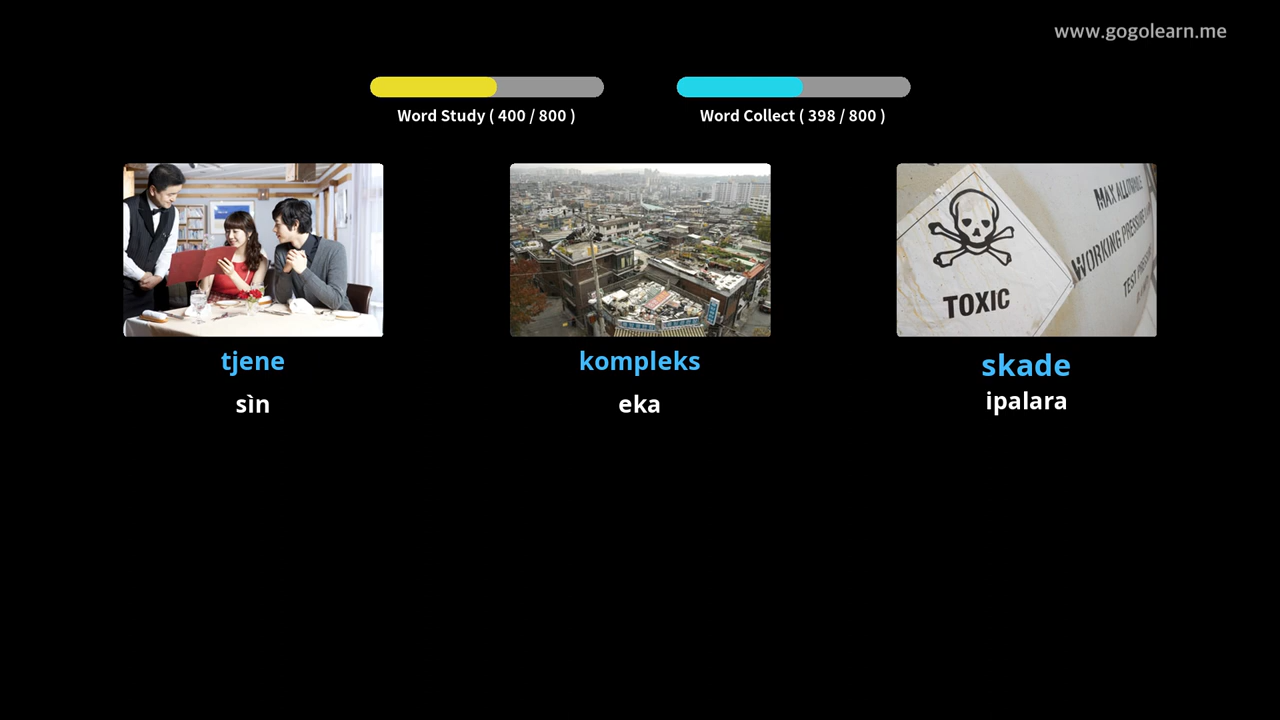 www.gogolearn.me
Word Study ( 400 / 800 )
Word Collect ( 398 / 800 )
MAX ALLOWABLE
WORKING PRESSURE
TEST PRESSURE
TOXIC
tjene
kompleks
skade
sìn
eka
ipalara